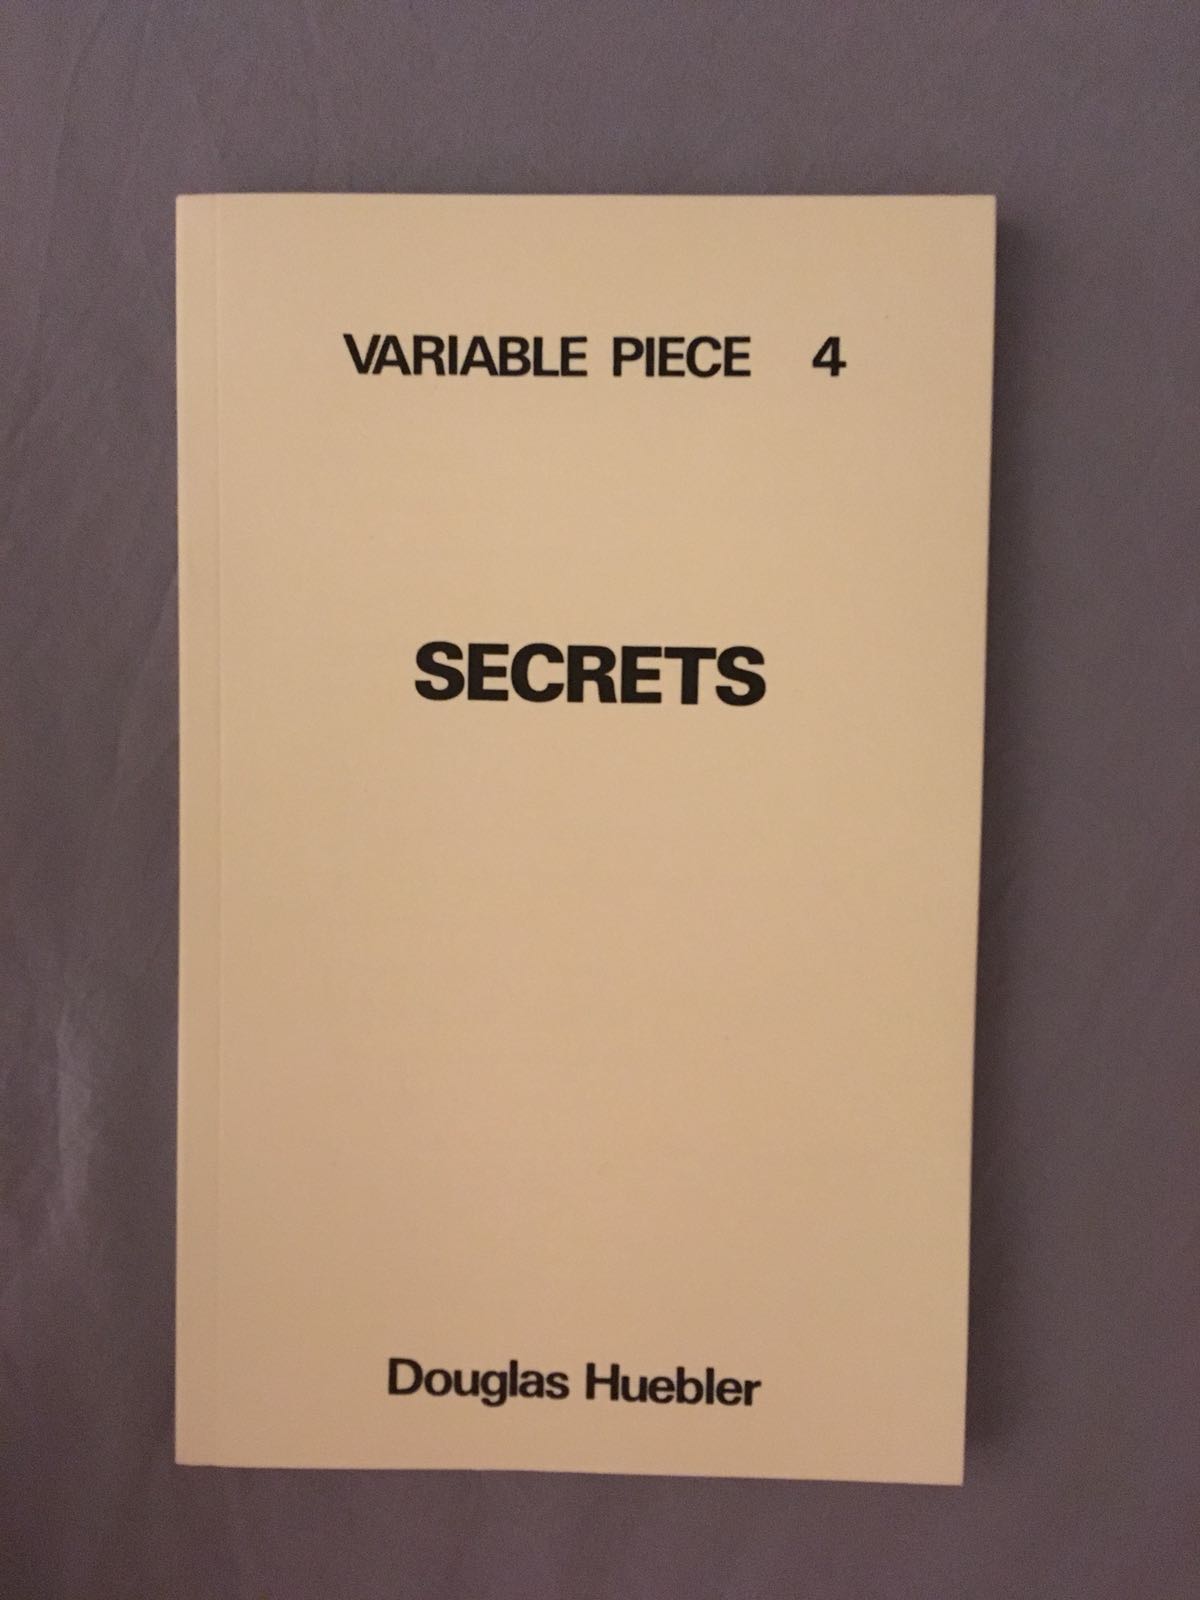 VARIABLE PIECE 4
SECRETS
Douglas Huebler